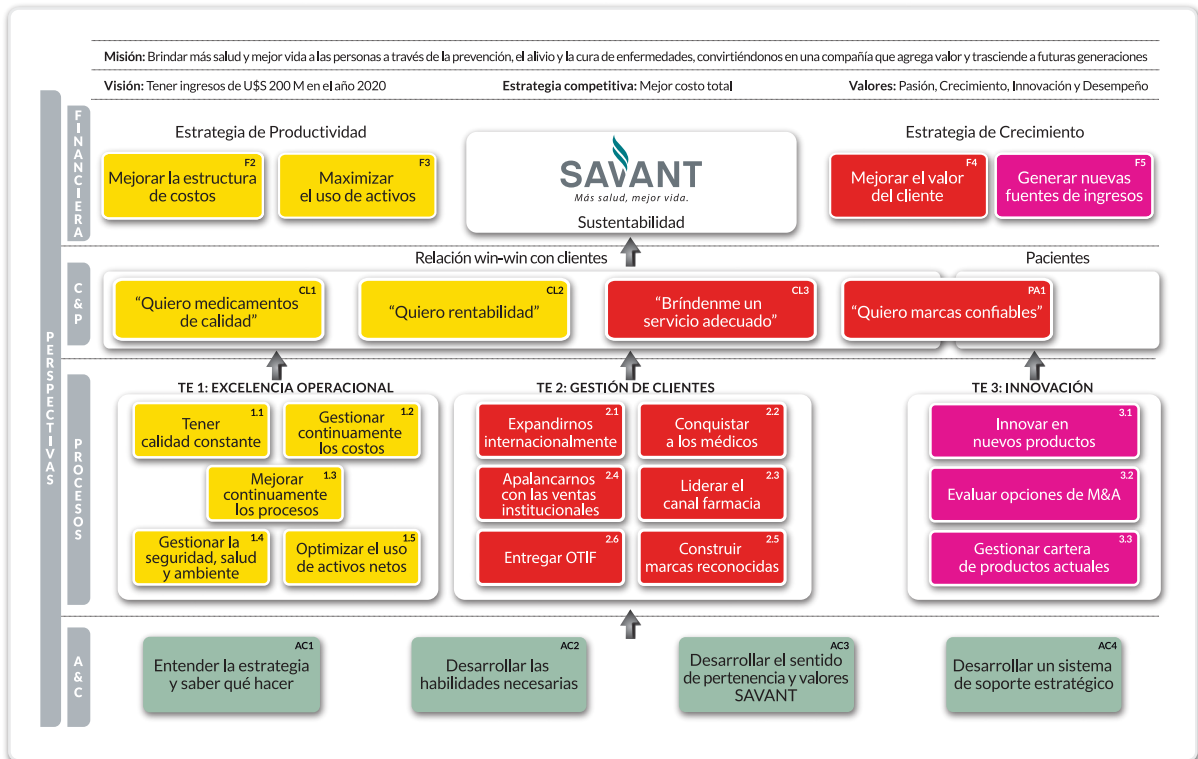 Misión: Brindar más salud y mejor vida a las personas a través de la prevención, el alivio y la cura de enfermedades, convirtiéndonos en una compañía que agrega valor y trasciende a futuras generaciones
Visión: Tener ingresos de U$S 200 M en el año 2020
Estrategia competitiva: Mejor costo total
Valores: Pasión, Crecimiento, Innovación y Desempeño
PERSPECTIVAS
FINANCIERA
Estrategia de Productividad
F2
Mejorar la estructura
de costos
F3
Maximizar
el uso de activos
SAVANT
Más salud, mejor vida.
Sustentabilidad
Estrategia de Crecimiento
F4
Mejorar el valor
del cliente
F5
Generar nuevas
fuentes de ingresos
C&P
Relación win-win con clientes
Pacientes
CL1
“Quiero medicamentos
de calidad”
CL2
“Quiero rentabilidad”
CL3
“Bríndenme un
servicio adecuado”
PA1
“Quiero marcas confiables”
PROCESOS
TE 1: EXCELENCIA OPERACIONAL
1.1
Tener
calidad constante
1.2
Gestionar
continuamente
los costos
1.3
Mejorar
continuamente
los procesos
1.4
Gestionar la
seguridad, salud
y ambiente
1.5
Optimizar el uso
de activos netos
TE 2: GESTIÓN DE CLIENTES
2.1
Expandirnos
internacionalmente
2.2
Conquistar
a los médicos
2.4
Apalancarnos
con las ventas
institucionales
2.3
Liderar el
canal farmacia
2.6
Entregar OTIF
2.5
Construir
marcas reconocidas
TE 3: INNOVACIÓN
3.1
Innovar en
nuevos productos
3.2
Evaluar opciones de M&A
3.3
Gestionar cartera
de productos actuales
A&C
AC1
Entender la estrategia
y saber qué hacer
AC2
Desarrollar las
habilidades necesarias
AC3
Desarrollar el sentido
de pertenencia y valores
SAVANT
AC4
Desarrollar un sistema
de soporte estratégico